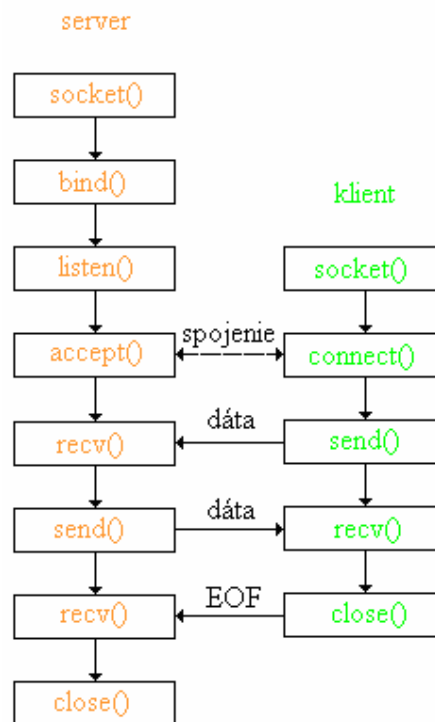 server
socket()
bind()
listen()
accept()
recv()
send()
recv()
close()
klient
socket()
connect()
send()
recv()
close()
spojenie
dáta
dáta
EOF